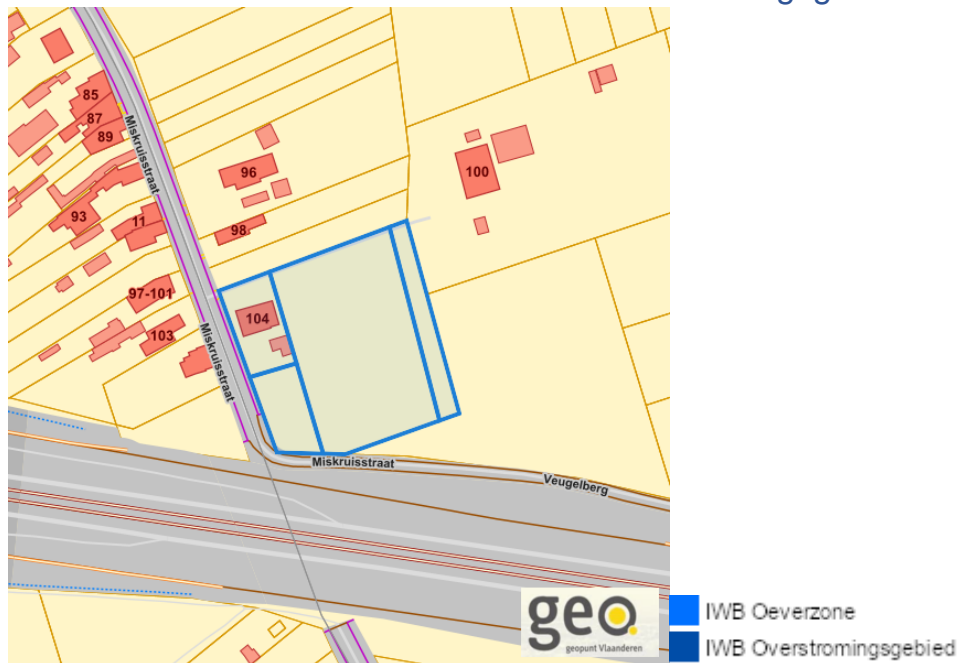 85
87
89
Miskruisstraat
96
100
93
11
98
97-101
104
103
Miskruisstraat
Miskruisstraat
Veugelberg
geo.
geopunt Vlaanderen
IWB Oeverzone
IWB Overstromingsgebied